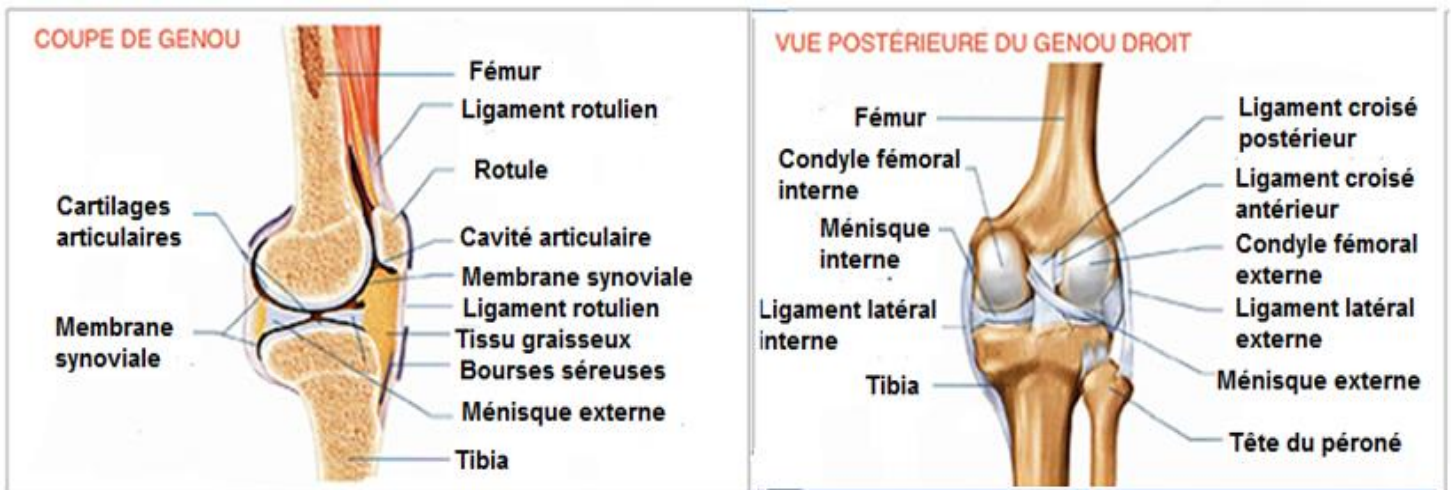 COUPE DE GENOU
Fémur
Ligament rotulien
Rotule
Cartilages
articulaires
Cavité articulaire
Membrane synoviale
Ligament rotulien
Membrane
synoviale
Tissu graisseux
Bourses séreuses
Ménisque externe
Tibia
VUE POSTÉRIEURE DU GENOU DROIT
Fémur
Condyle fémoral
interne
Ménisque
interne
Ligament latéral
interne
Tibia
Ligament croisé
postérieur
Ligament croisé
antérieur
Condyle fémoral
externe
Ligament latéral
externe
Ménisque externe
Tête du péroné